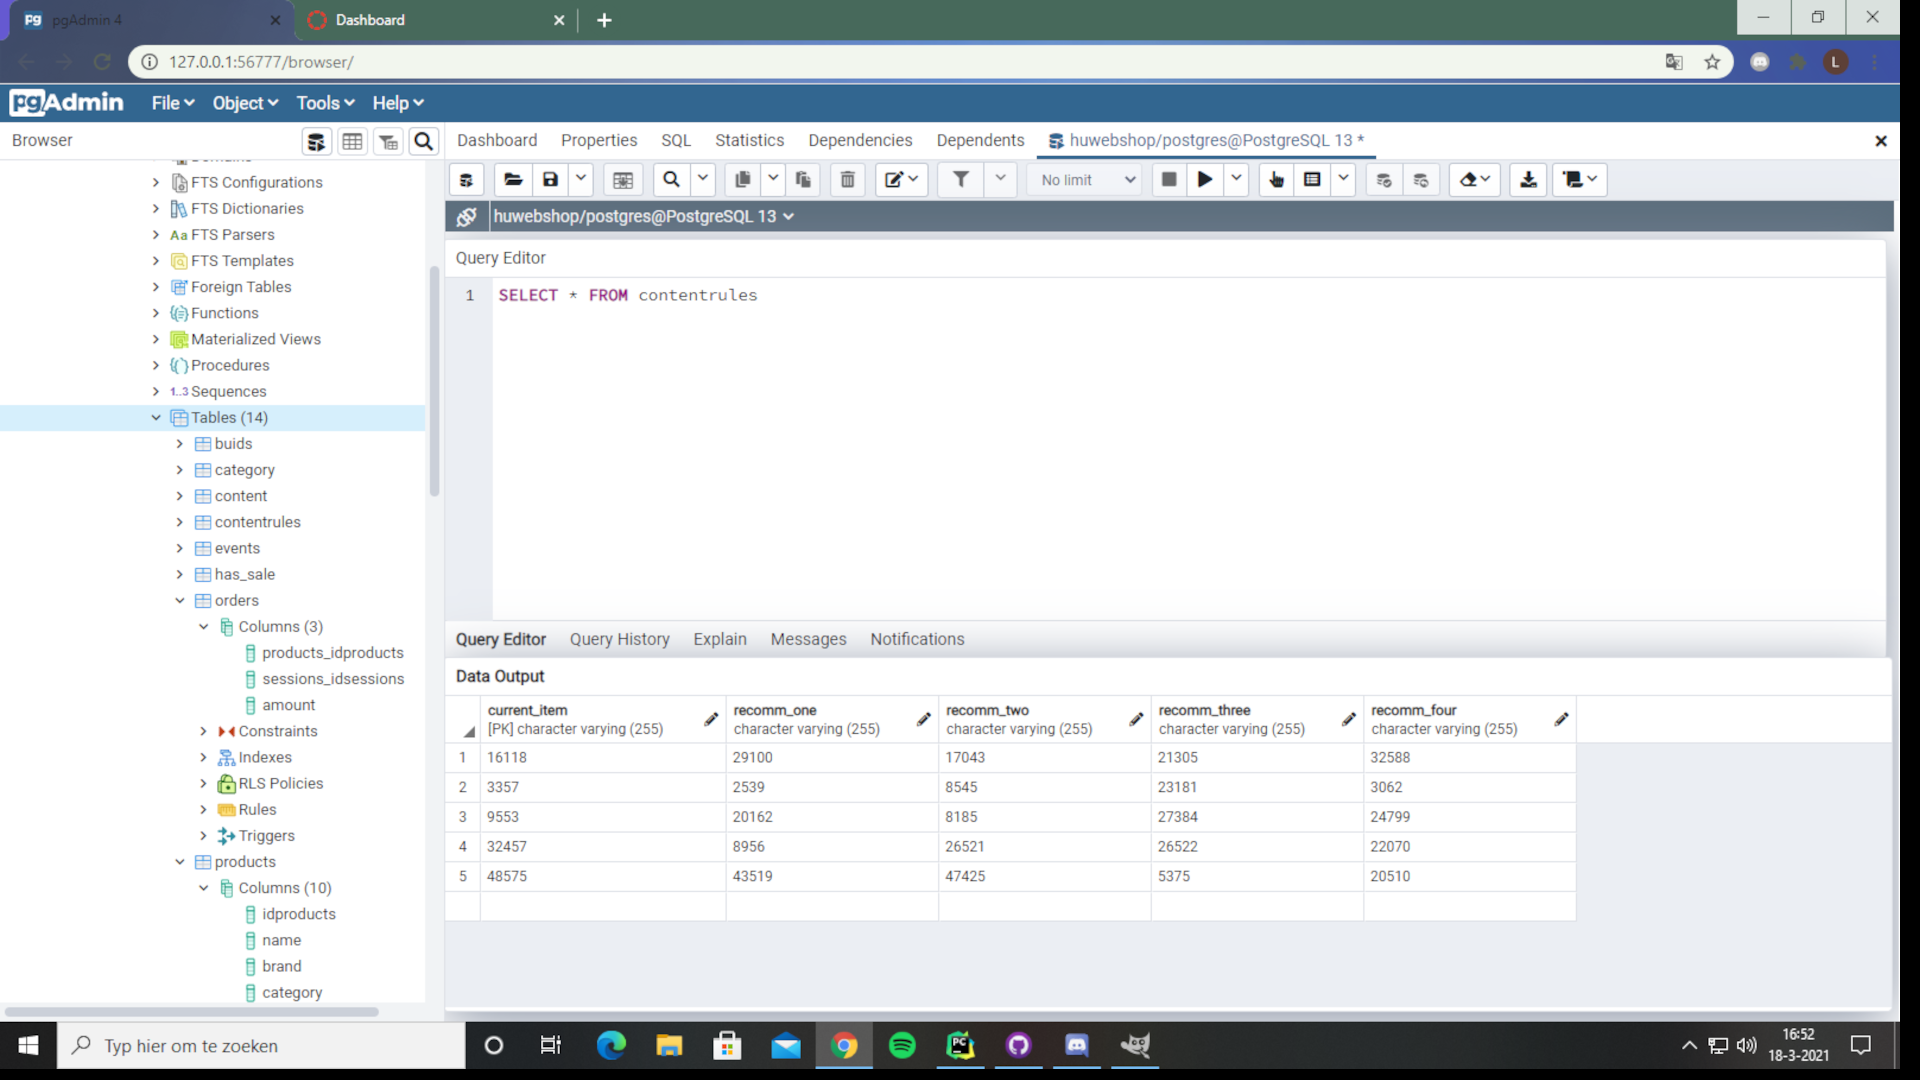 pgAdmin 4
Dashboard
127.0.0.1:56777/browser/
L
pgAdmin
File
Object
Tools
Help
Browser
Dashboard
Properties
SQL
Statistics
Dependencies
Dependents
huwebshop/postgres@PostgreSQL 13 *
No limit
huwebshop/postgres@PostgreSQL 13
FTS Configurations
FTS Dictionaries
Aa FTS Parsers
FTS Templates
Foreign Tables
Functions
Materialized Views
Procedures
1..3 Sequences
Tables (14)
buids
category
content
contentrules
events
has_sale
orders
Columns (3)
products_idproducts
sessions_idsessions
amount
Constraints
Indexes
RLS Policies
Rules
Triggers
products
Columns (10)
idproducts
name
brand
category
Query Editor
1 SELECT * FROM contentrules
Query Editor
Query History
Explain
Messages
Notifications
Data Output
current_item recomm_one recomm_two recomm_three recomm_four
[PK] character varying (255) character varying (255) character varying (255) character varying (255) character varying (255)
1 16118 29100 17043 21305 32588
2 3357 2539 8545 23181 3062
3 9553 20162 8185 27384 24799
4 32457 8956 26521 26522 22070
5 48575 43519 47425 5375 20510
Typ hier om te zoeken
PC
16:52
18-3-2021